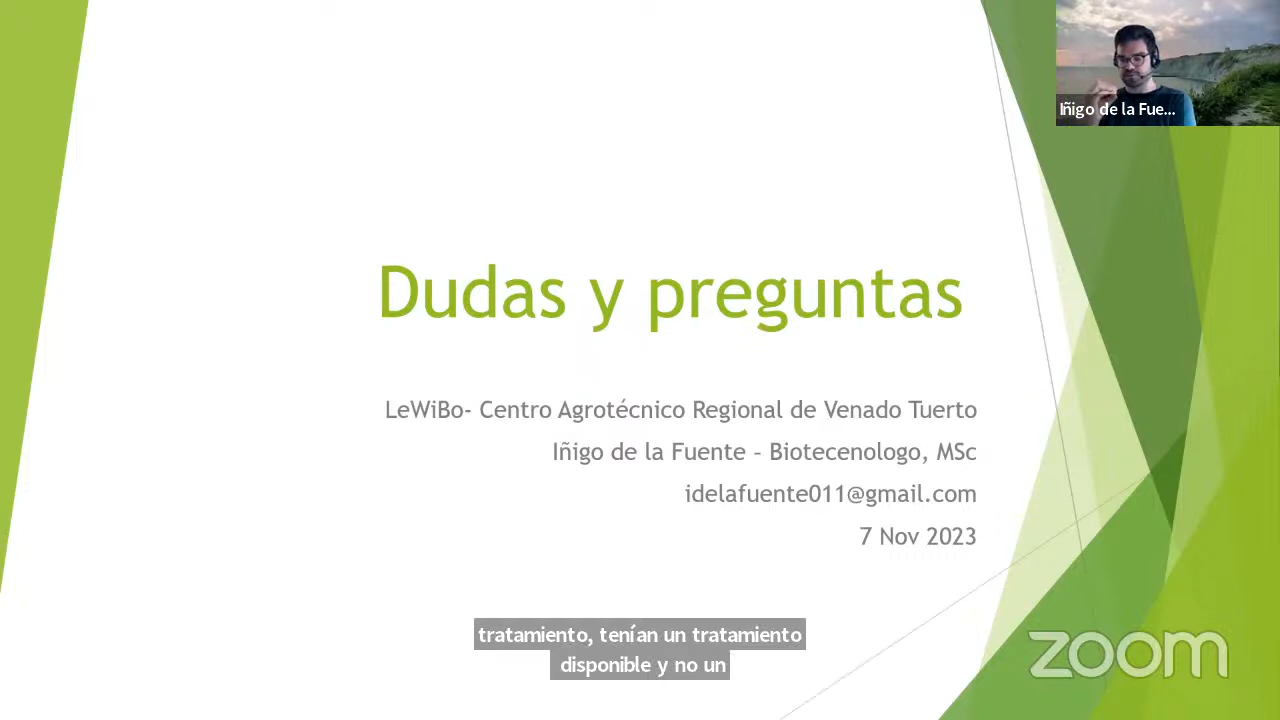 Iñigo de la Fue...
Dudas y preguntas
LeWiBo- Centro Agrotécnico Regional de Venado Tuerto
Iñigo de la Fuente - Biotecenologo, MSc
idelafuente011@gmail.com
7 Nov 2023
tratamiento, tenían un tratamiento
disponible y no un
zoom